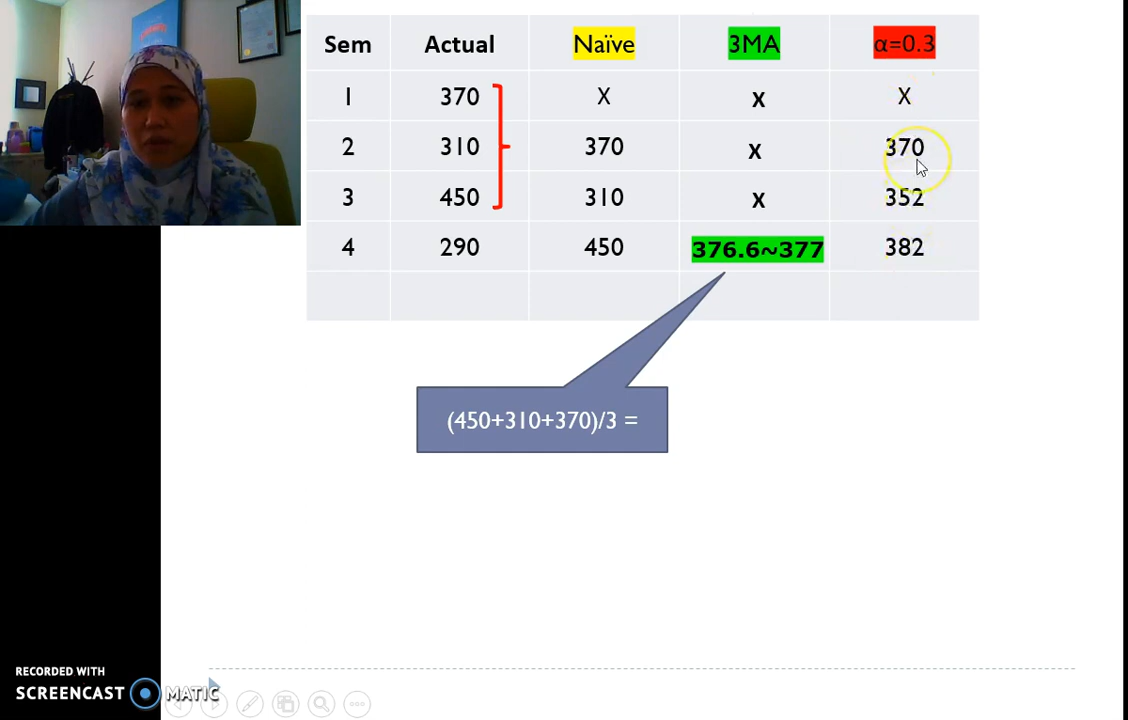 Sem Actual Naïve 3MA α=0.3
1 370 X X X
2 310 370 X 370
3 450 310 X 352
4 290 450 376.6~377 382
(450+310+370)/3 =
RECORDED WITH
SCREENCAST MATIC